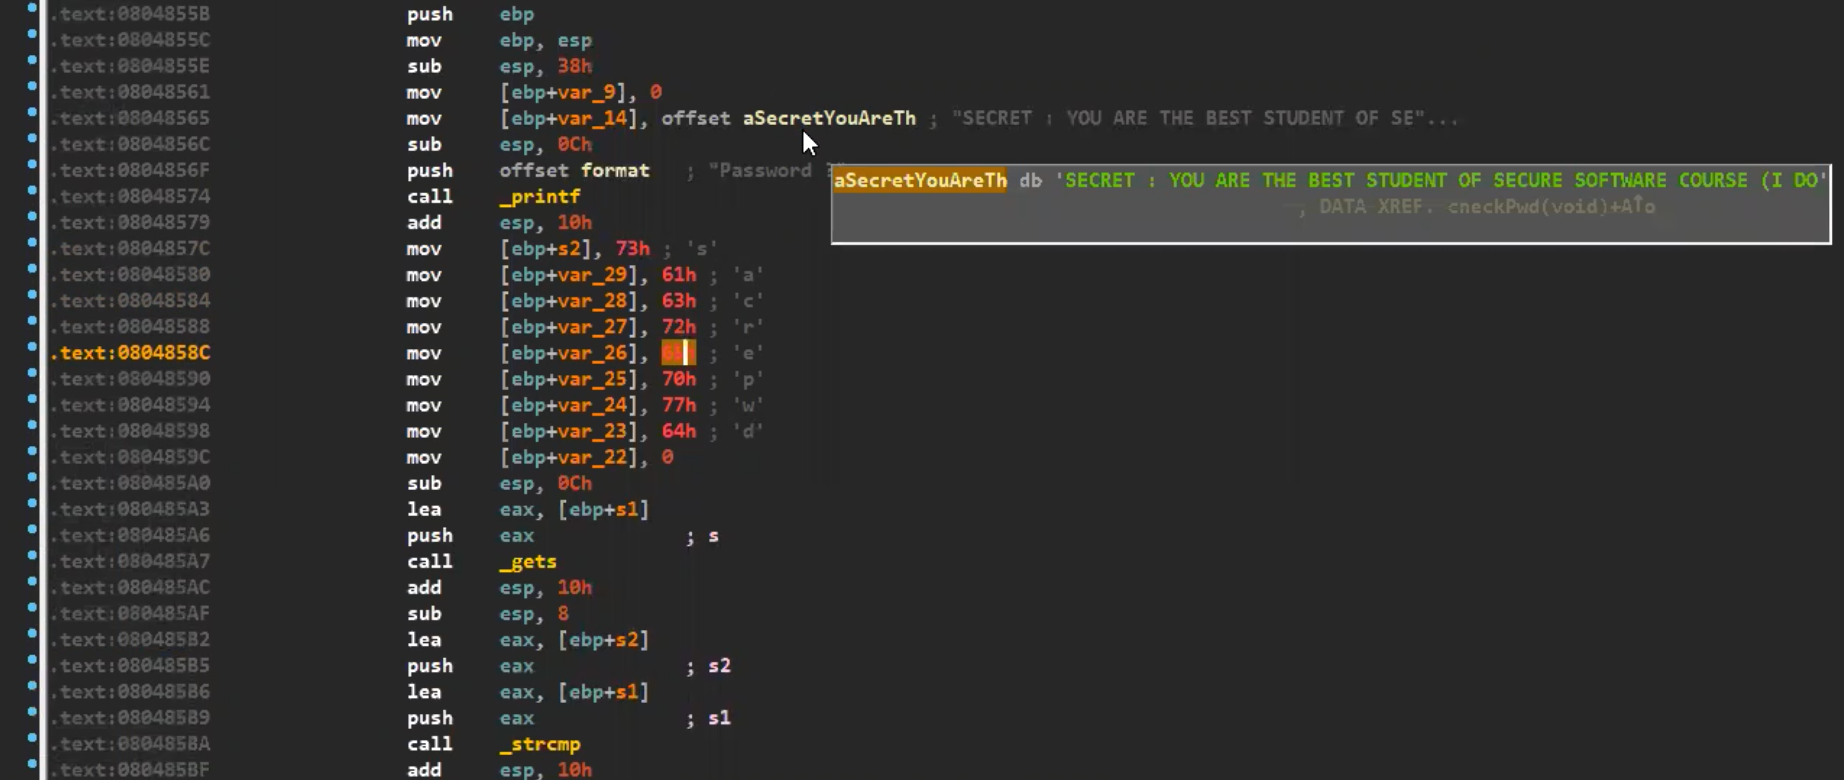 .text:0804855B push ebp
.text:0804855C mov ebp, esp
.text:0804855E sub esp, 38h
.text:08048561 mov [ebp+var_9], 0
.text:08048565 mov [ebp+var_14], offset aSecretYouAreTh ; "SECRET : YOU ARE THE BEST STUDENT OF SE"...
.text:0804856C sub esp, 0Ch
.text:0804856F push offset format ; "Password
aSecretYouAreTh db 'SECRET : YOU ARE THE BEST STUDENT OF SECURE SOFTWARE COURSE (I DO'
DATA XREF. checkPwd(void)+A↑o
.text:08048574 call _printf
.text:08048579 add esp, 10h
.text:0804857C mov [ebp+s2], 73h ; 's'
.text:08048580 mov [ebp+var_29], 61h ; 'a'
.text:08048584 mov [ebp+var_28], 63h ; 'c'
.text:08048588 mov [ebp+var_27], 72h ; 'r'
.text:0804858C mov [ebp+var_26], 65h ; 'e'
.text:08048590 mov [ebp+var_25], 70h ; 'p'
.text:08048594 mov [ebp+var_24], 77h ; 'w'
.text:08048598 mov [ebp+var_23], 64h ; 'd'
.text:0804859C mov [ebp+var_22], 0
.text:080485A0 sub esp, 0Ch
.text:080485A3 lea eax, [ebp+s1]
.text:080485A6 push eax ; s
.text:080485A7 call _gets
.text:080485AC add esp, 10h
.text:080485AF sub esp, 8
.text:080485B2 lea eax, [ebp+s2]
.text:080485B5 push eax ; s2
.text:080485B6 lea eax, [ebp+s1]
.text:080485B9 push eax ; s1
.text:080485BA call _strcmp
.text:080485BF add esp, 10h